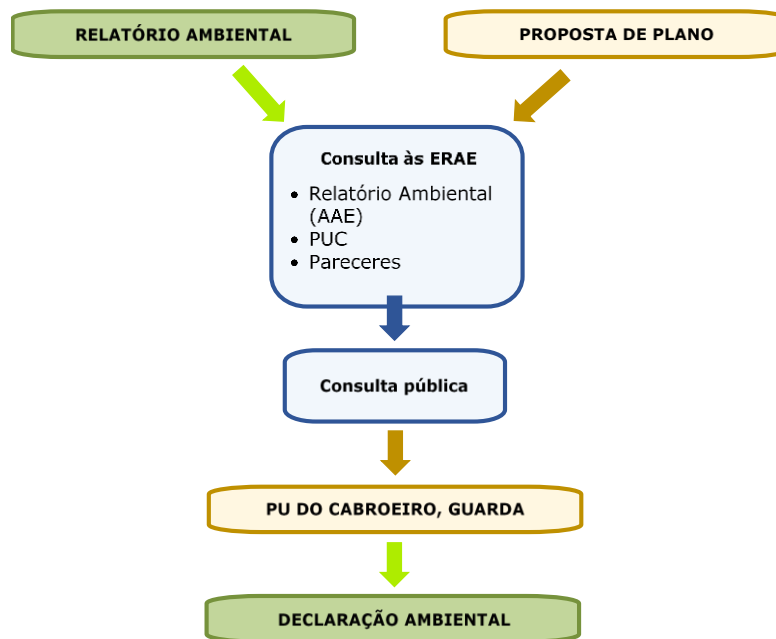 RELATÓRIO AMBIENTAL
PROPOSTA DE PLANO
Consulta às ERAE
• Relatório Ambiental
(AAE)
• PUC
• Pareceres
Consulta pública
PU DO CABROEIRO, GUARDA
DECLARAÇÃO AMBIENTAL